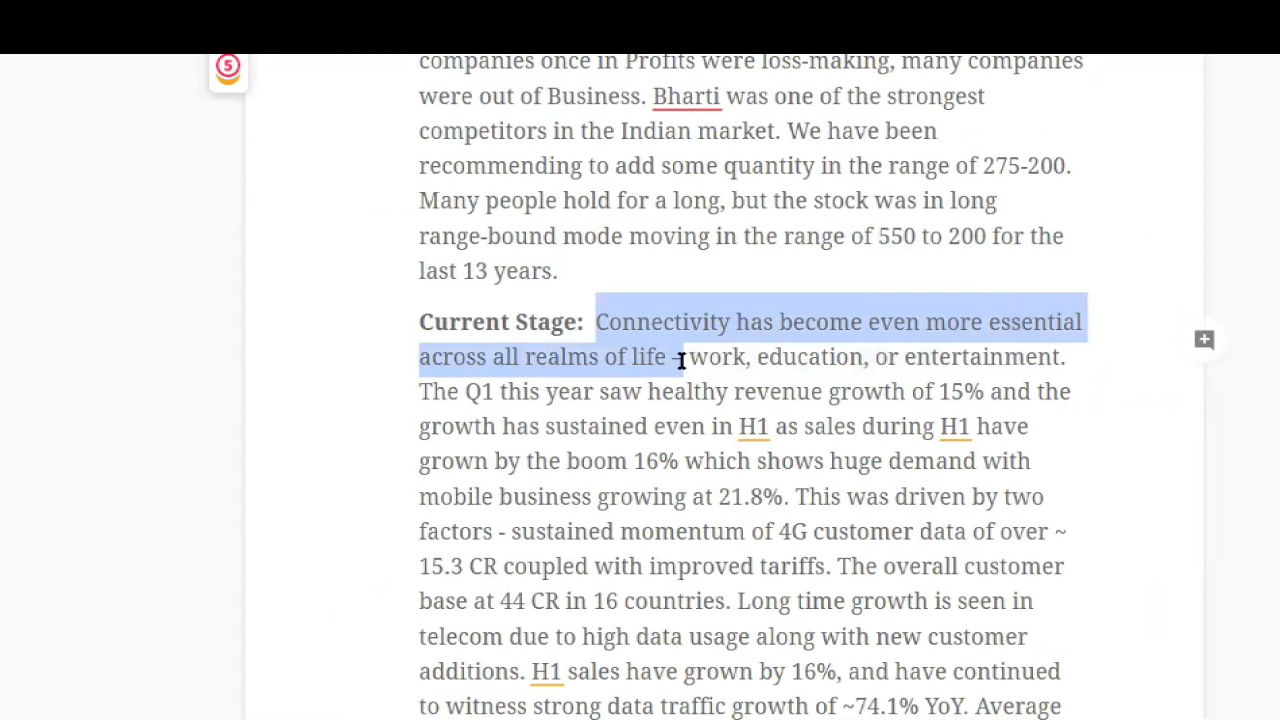 5
companies once in Profits were loss-making, many companies
were out of Business. Bharti was one of the strongest
competitors in the Indian market. We have been
recommending to add some quantity in the range of 275-200.
Many people hold for a long, but the stock was in long
range-bound mode moving in the range of 550 to 200 for the
last 13 years.
Current Stage: Connectivity has become even more essential
across all realms of life – work, education, or entertainment.
The Q1 this year saw healthy revenue growth of 15% and the
growth has sustained even in H1 as sales during H1 have
grown by the boom 16% which shows huge demand with
mobile business growing at 21.8%. This was driven by two
factors - sustained momentum of 4G customer data of over ~
15.3 CR coupled with improved tariffs. The overall customer
base at 44 CR in 16 countries. Long time growth is seen in
telecom due to high data usage along with new customer
additions. H1 sales have grown by 16%, and have continued
to witness strong data traffic growth of ~74.1% YoY. Average